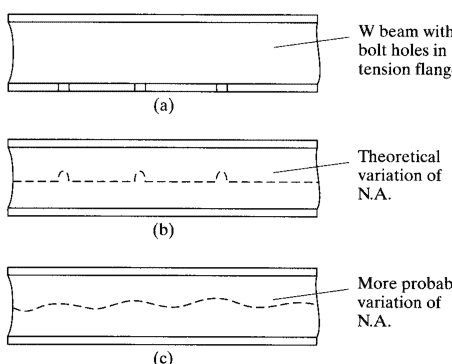 W beam with
bolt holes in
tension flang
(a)
Theoretical
variation of
N.A.
(b)
More probab
variation of
N.A.
(c)